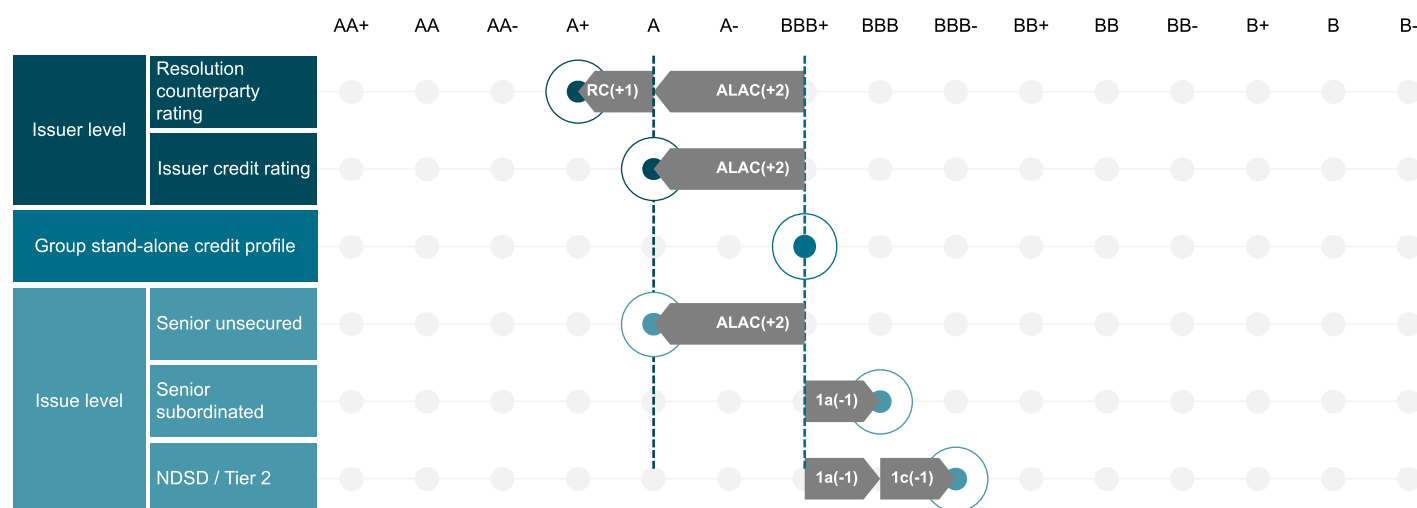 AA+ AA AA- A+ A A- BBB+ BBB BBB- BB+ BB BB- B+ B B-
Issuer level
Resolution
counterparty
rating
RC(+1) ALAC(+2)
Issuer credit rating
ALAC(+2)
Group stand-alone credit profile
Issue level
Senior unsecured
ALAC(+2)
Senior
subordinated
1a(-1)
NDSD / Tier 2
1a(-1) 1c(-1)